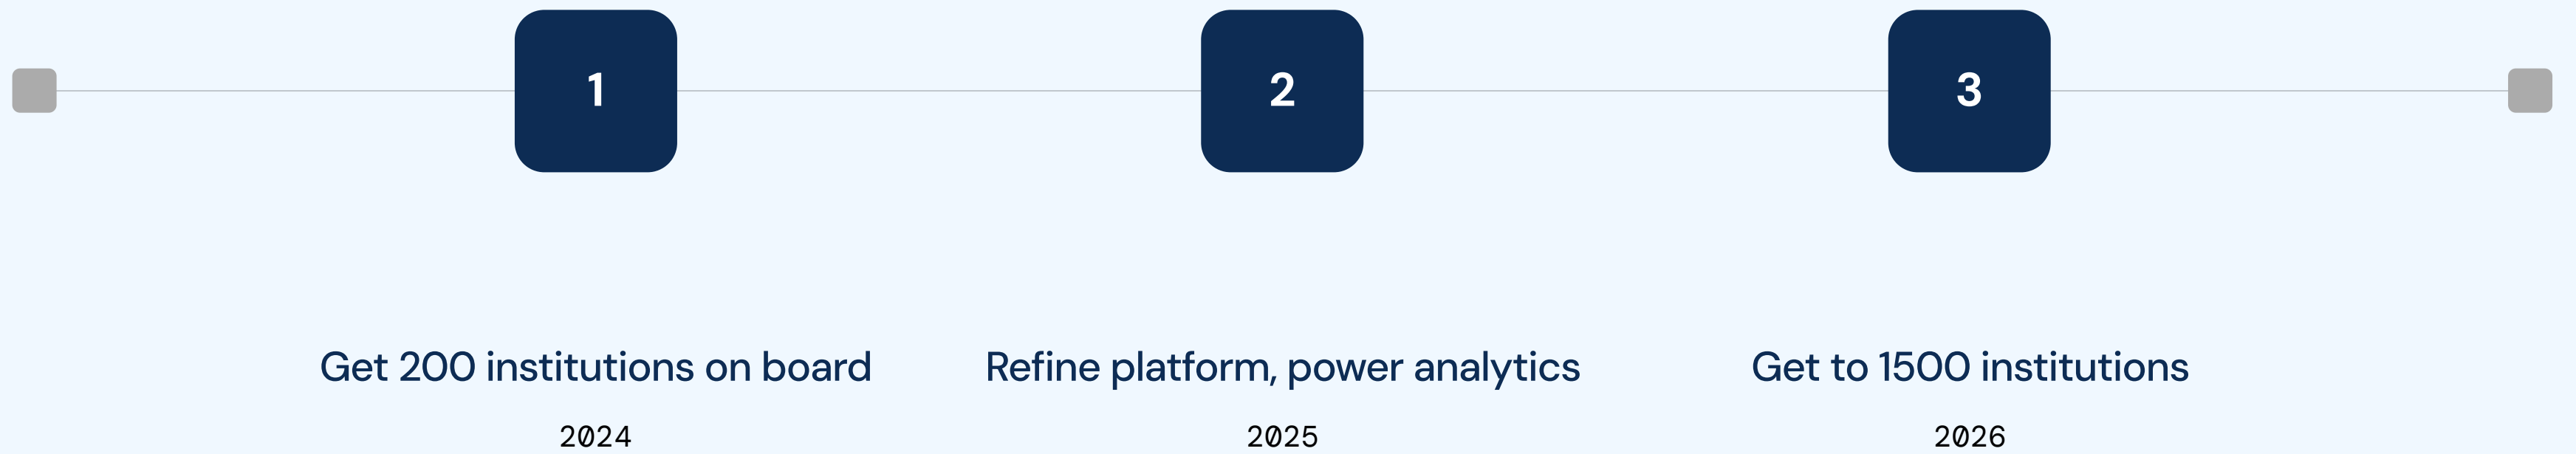 1
2
3
Get 200 institutions on board
Refine platform, power analytics
Get to 1500 institutions
2024
2025
2026